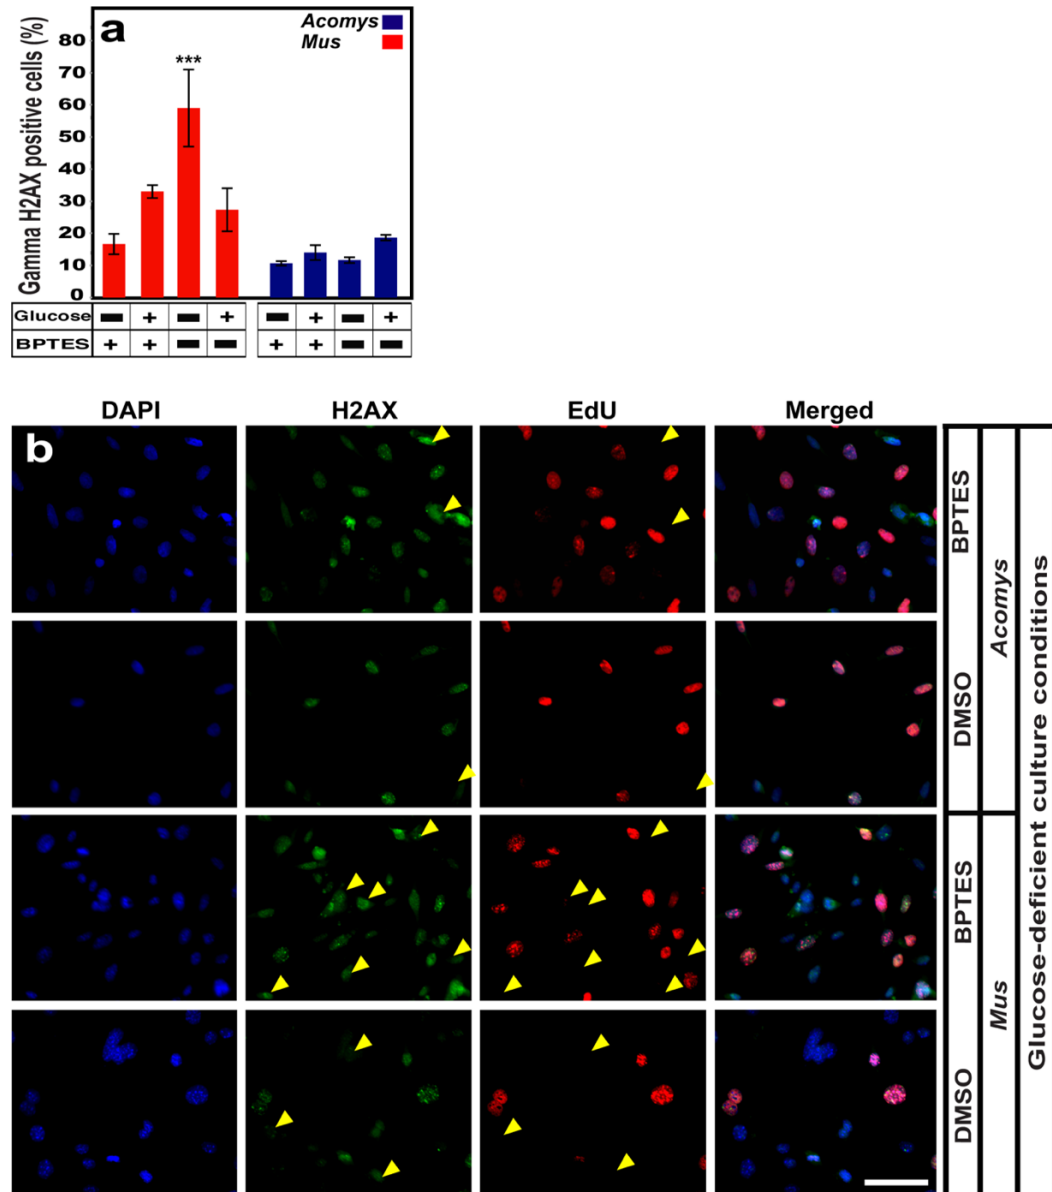 a
Acomys
Mus
***
Gamma H2AX positive cells (%)
80
70
60
50
40
30
20
10
0
Glucose - + - + - + - +
BPTES + + - - + + - -
DAPI H2AX EdU Merged
b
BPTES
DMSO
Acomys
BPTES
DMSO
Mus
Glucose-deficient culture conditions